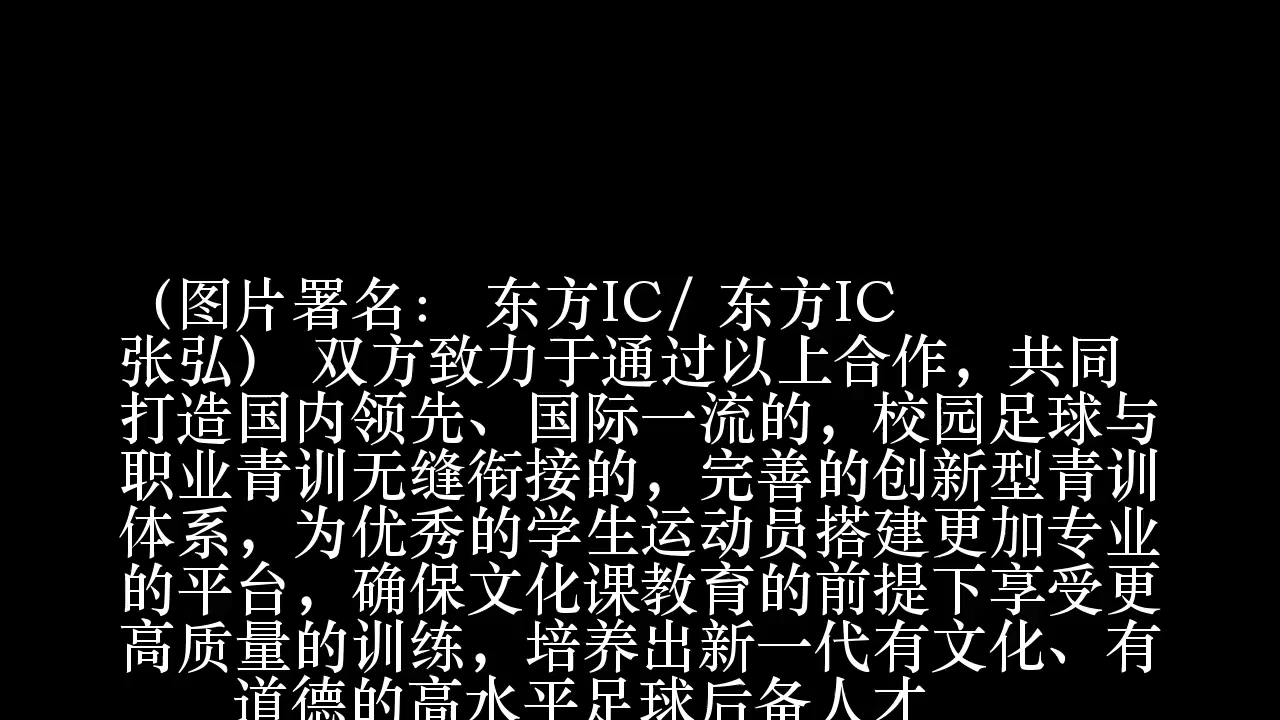 （图片署名： 东方IC/ 东方IC
张弘） 双方致力于通过以上合作，共同
打造国内领先、国际一流的，校园足球与
职业青训无缝衔接的，完善的创新型青训
体系，为优秀的学生运动员搭建更加专业
的平台，确保文化课教育的前提下享受更
高质量的训练，培养出新一代有文化、有
道德的高水平足球后备人才